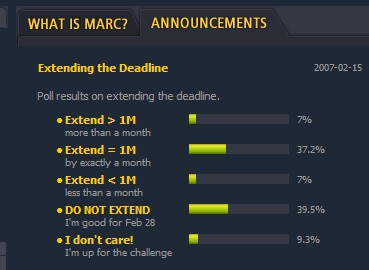 WHAT IS MARC? ANNOUNCEMENTS
Extending the Deadline 2007-02-15
Poll results on extending the deadline.
Extend > 1M 7%
more than a month
Extend = 1M 37.2%
by exactly a month
Extend < 1M 7%
less than a month
DO NOT EXTEND 39.5%
I'm good for Feb 28
I don't care! 9.3%
I'm up for the challenge